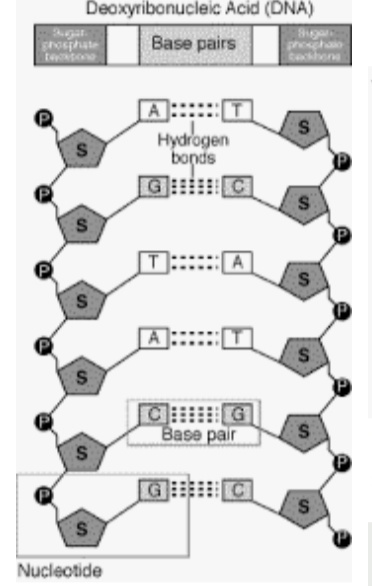 Deoxyribonucleic Acid (DNA)
Sugar- phosphate backbone Base pairs Sugar- phosphate backbone
P A T
S Hydrogen bonds S
P G C P
S S
P T A P
S S
P A T P
S S
P C G P
S Base pair S
P G C P
S S
P
Nucleotide